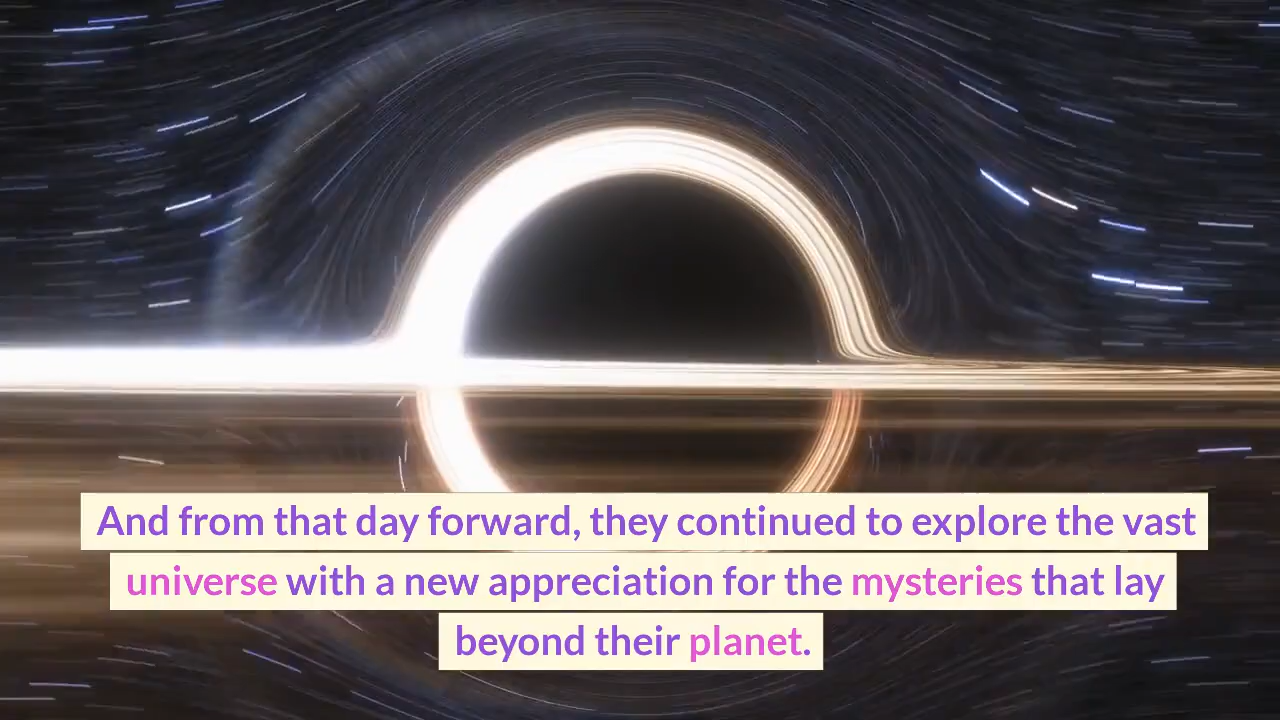 And from that day forward, they continued to explore the vast
universe with a new appreciation for the mysteries that lay
beyond their planet.